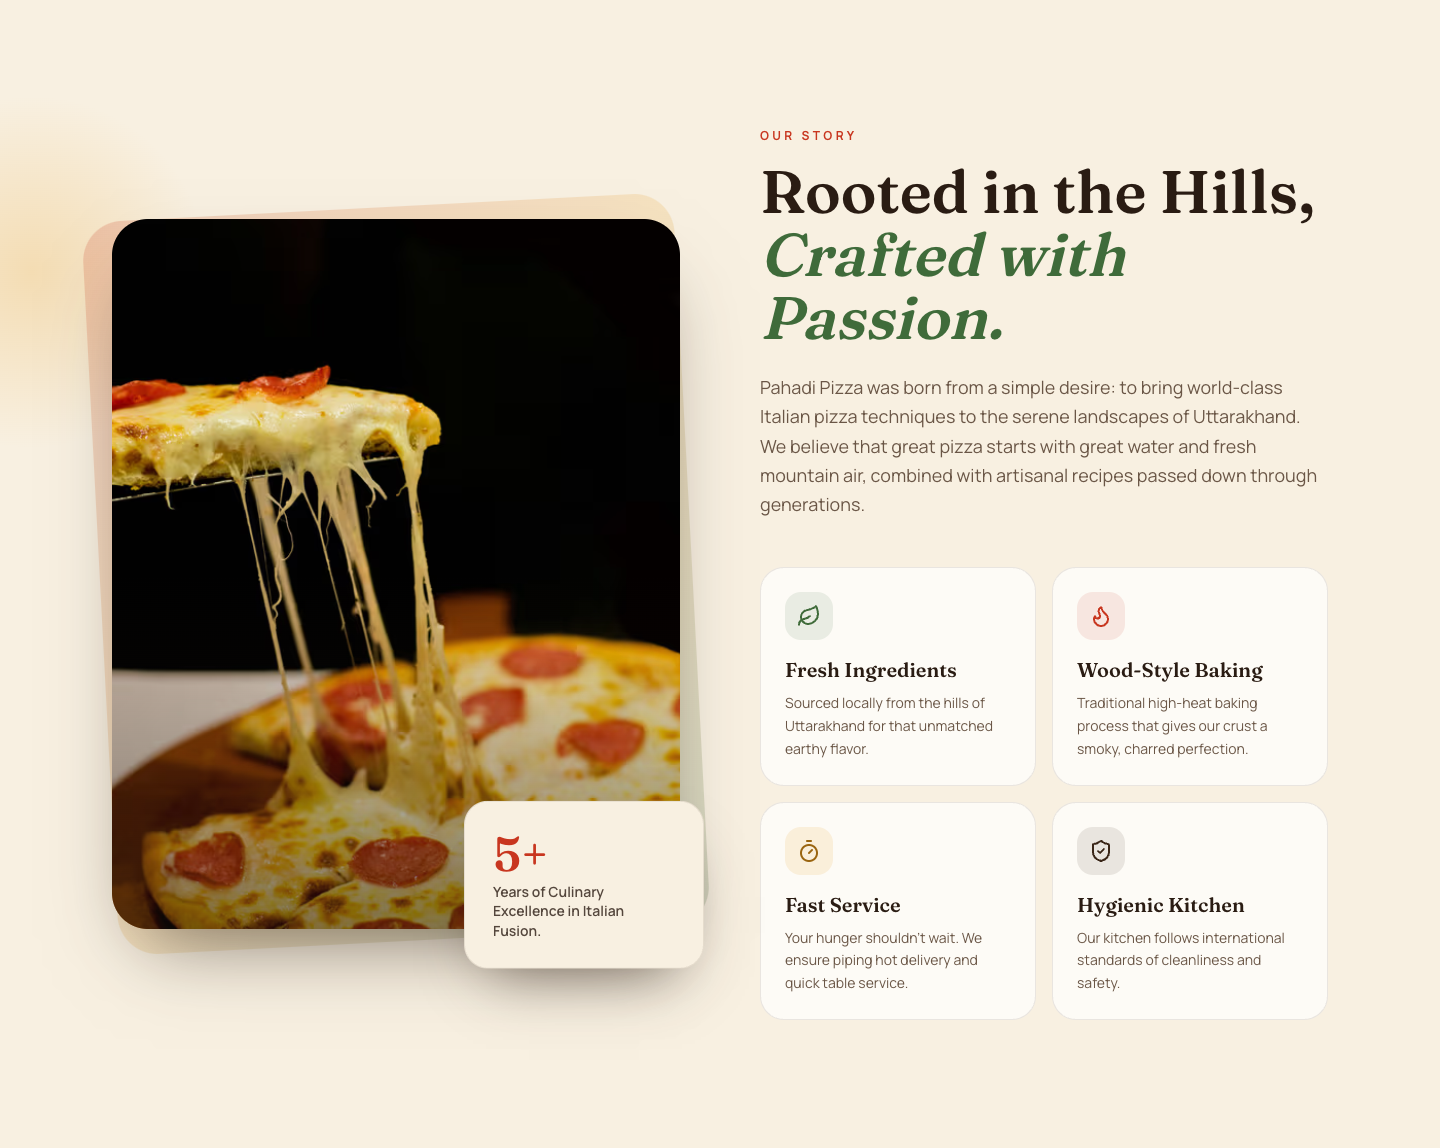 OUR STORY
Rooted in the Hills,
Crafted with
Passion.
Pahadi Pizza was born from a simple desire: to bring world-class
Italian pizza techniques to the serene landscapes of Uttarakhand.
We believe that great pizza starts with great water and fresh
mountain air, combined with artisanal recipes passed down through
generations.
5+
Years of Culinary
Excellence in Italian
Fusion.
Fresh Ingredients
Sourced locally from the hills of
Uttarakhand for that unmatched
earthy flavor.
Wood-Style Baking
Traditional high-heat baking
process that gives our crust a
smoky, charred perfection.
Fast Service
Your hunger shouldn't wait. We
ensure piping hot delivery and
quick table service.
Hygienic Kitchen
Our kitchen follows international
standards of cleanliness and
safety.